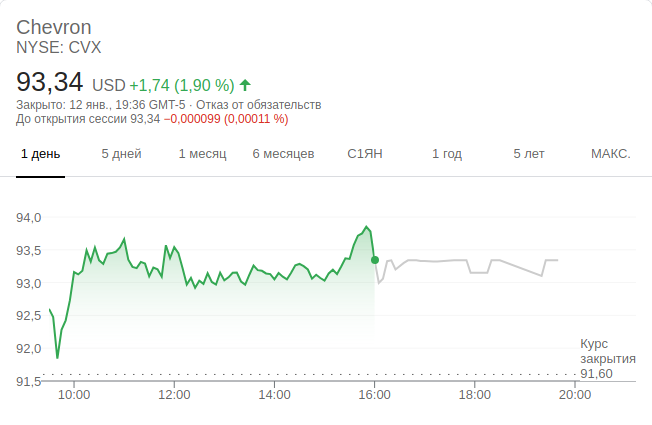 Chevron
NYSE: CVX
93,34 USD +1,74 (1,90 %)
Закрыто: 12 янв., 19:36 GMT-5 · Отказ от обязательств
До открытия сессии 93,34 −0,000099 (0,00011 %)
1 день 5 дней 1 месяц 6 месяцев С1ЯН 1 год 5 лет МАКС.
94,0
93,5
93,0
92,5
92,0
Курс
закрытия
91,60
91,5
10:00 12:00 14:00 16:00 18:00 20:00